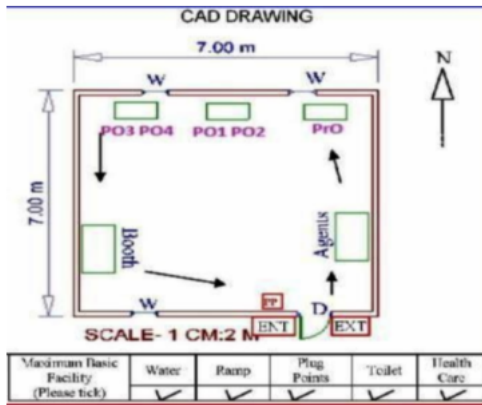 CAD DRAWING
7.00 m
N
W W
PO3 PO4 PO1 PO2 PrO
7.00 m
Booth
Agents
PP
W D
ENT EXT
SCALE- 1 CM:2 M
Maximum Basic Facility (Please tick) Water Ramp Plug Points Toilet Health Care